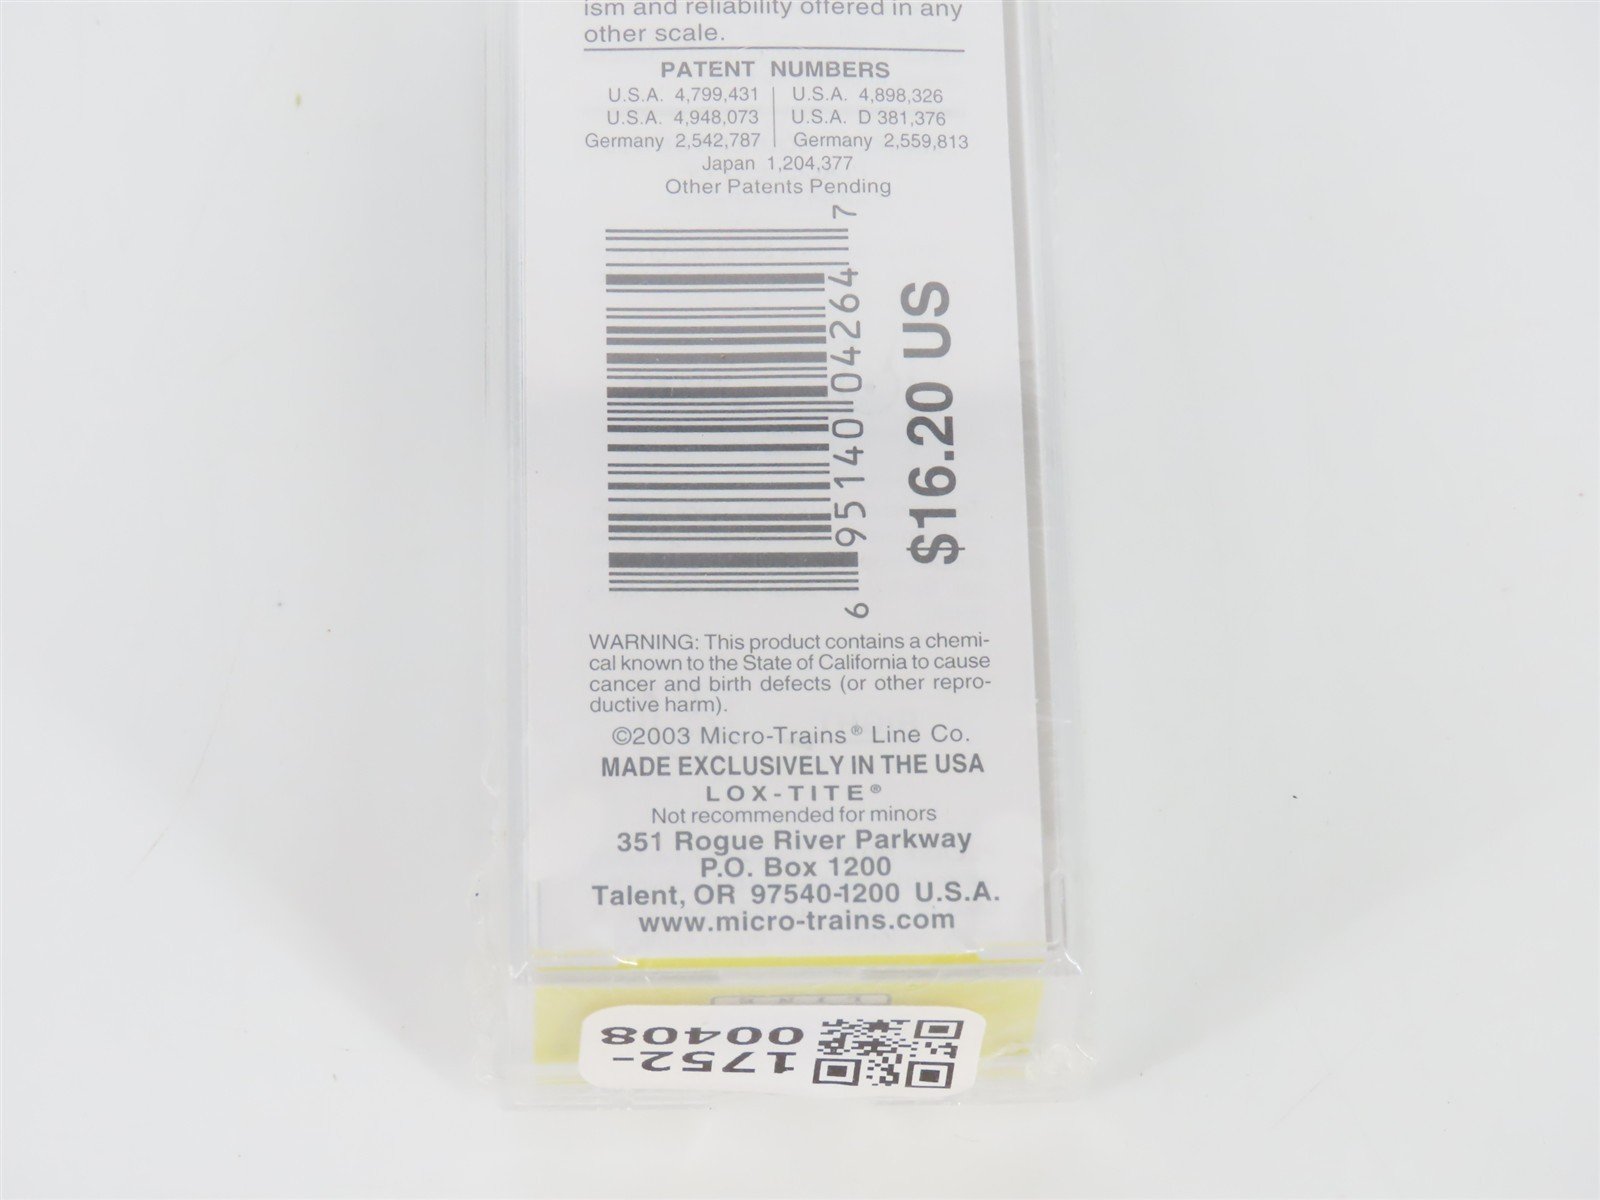 ism and reliability offered in any
other scale.
PATENT NUMBERS
U.S.A. 4,799,431 U.S.A. 4,898,326
U.S.A. 4,948,073 U.S.A. D 381,376
Germany 2,542,787 Germany 2,559,813
Japan 1,204,377
Other Patents Pending
6 95140 04264 7
$16.20 US
WARNING: This product contains a chemi-
cal known to the State of California to cause
cancer and birth defects (or other repro-
ductive harm).
©2003 Micro-Trains® Line Co.
MADE EXCLUSIVELY IN THE USA
LOX-TITE®
Not recommended for minors
351 Rogue River Parkway
P.O. Box 1200
Talent, OR 97540-1200 U.S.A.
www.micro-trains.com
1752-
00408